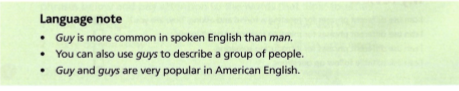 Language note
• Guy is more common in spoken English than man.
• You can also use guys to describe a group of people.
• Guy and guys are very popular in American English.